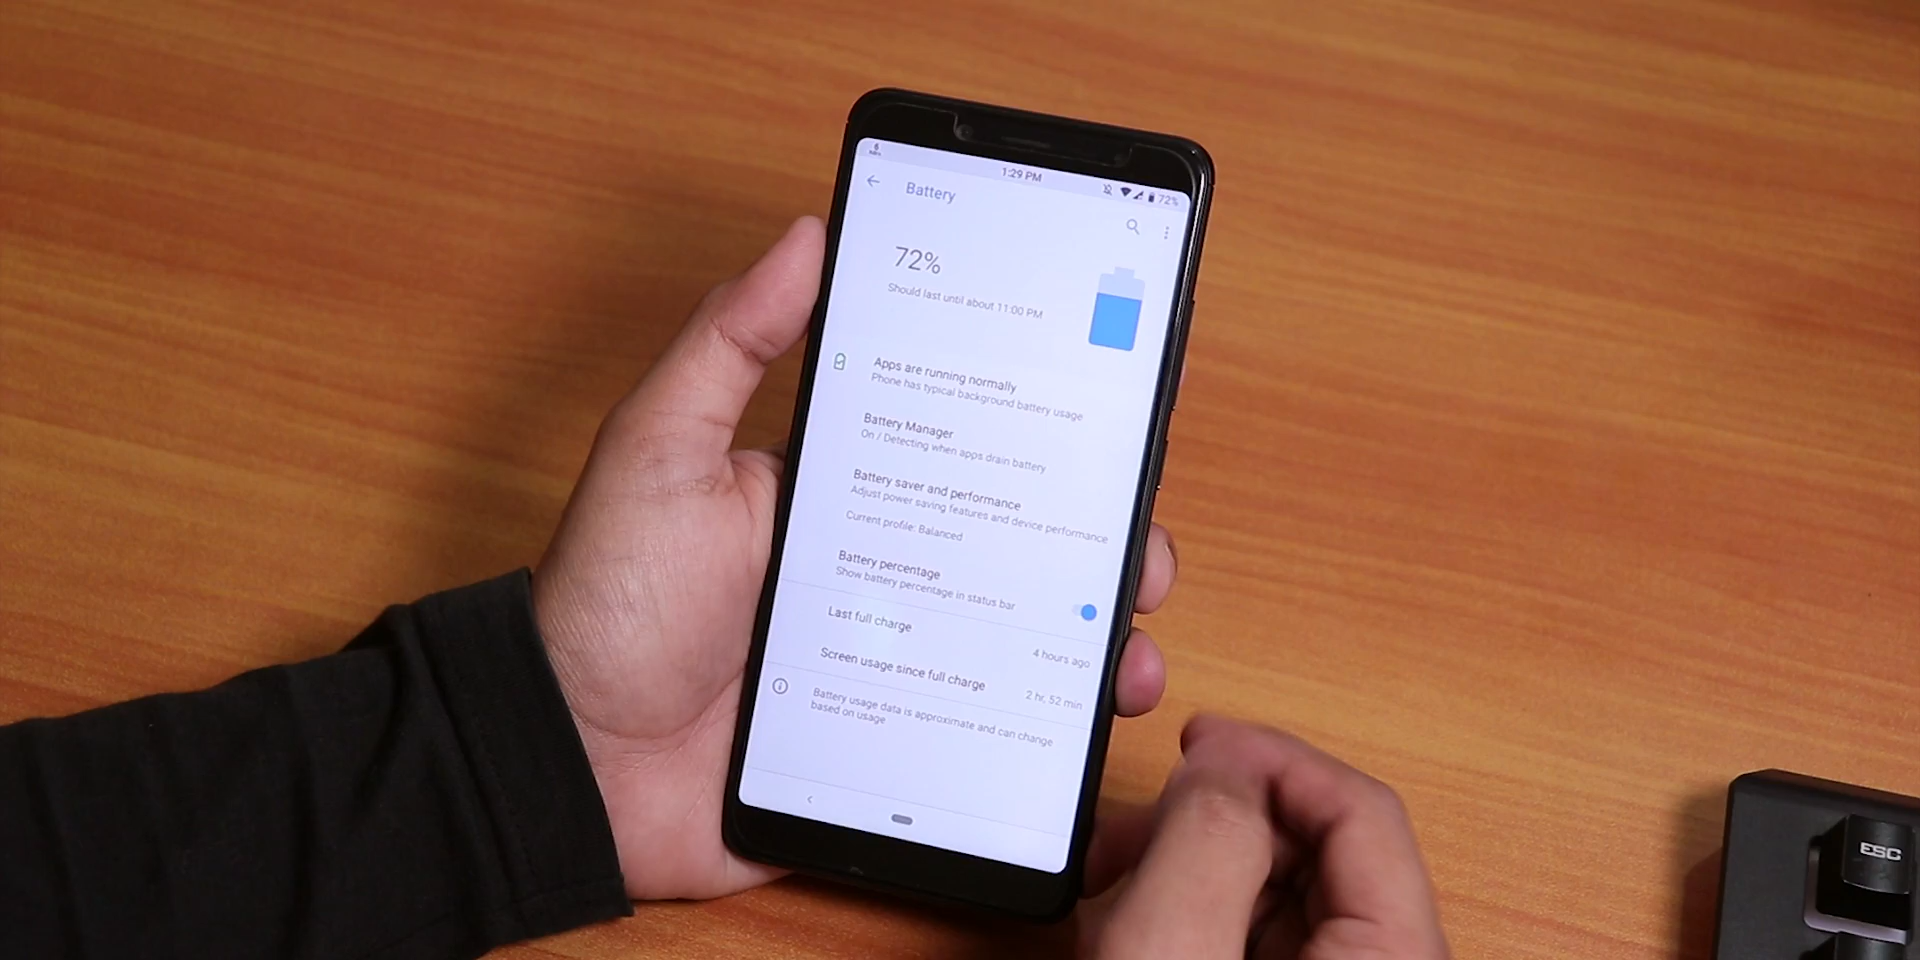 6
1:29 PM
72%
Battery
72%
Should last until about 11:00 PM
Apps are running normally
Phone has typical background battery usage
Battery Manager
On / Detecting when apps drain battery
Battery saver and performance
Adjust power saving features and device performance
Current profile: Balanced
Battery percentage
Show battery percentage in status bar
Last full charge
4 hours ago
Screen usage since full charge
2 hr, 52 min
Battery usage data is approximate and can change
based on usage
ESC